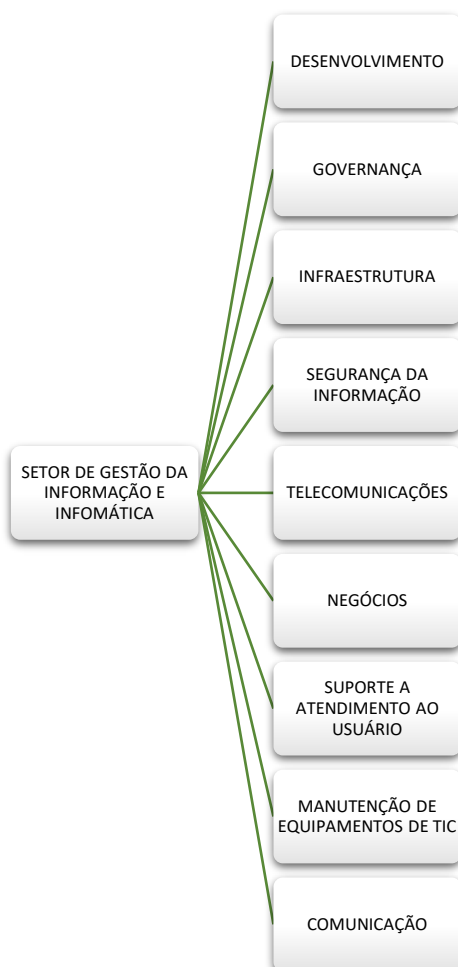 DESENVOLVIMENTO
GOVERNANÇA
INFRAESTRUTURA
SEGURANÇA DA
INFORMAÇÃO
SETOR DE GESTÃO DA
INFORMAÇÃO E
INFOMÁTICA
TELECOMUNICAÇÕES
NEGÓCIOS
SUPORTE A
ATENDIMENTO AO
USUÁRIO
MANUTENÇÃO DE
EQUIPAMENTOS DE TIC
COMUNICAÇÃO